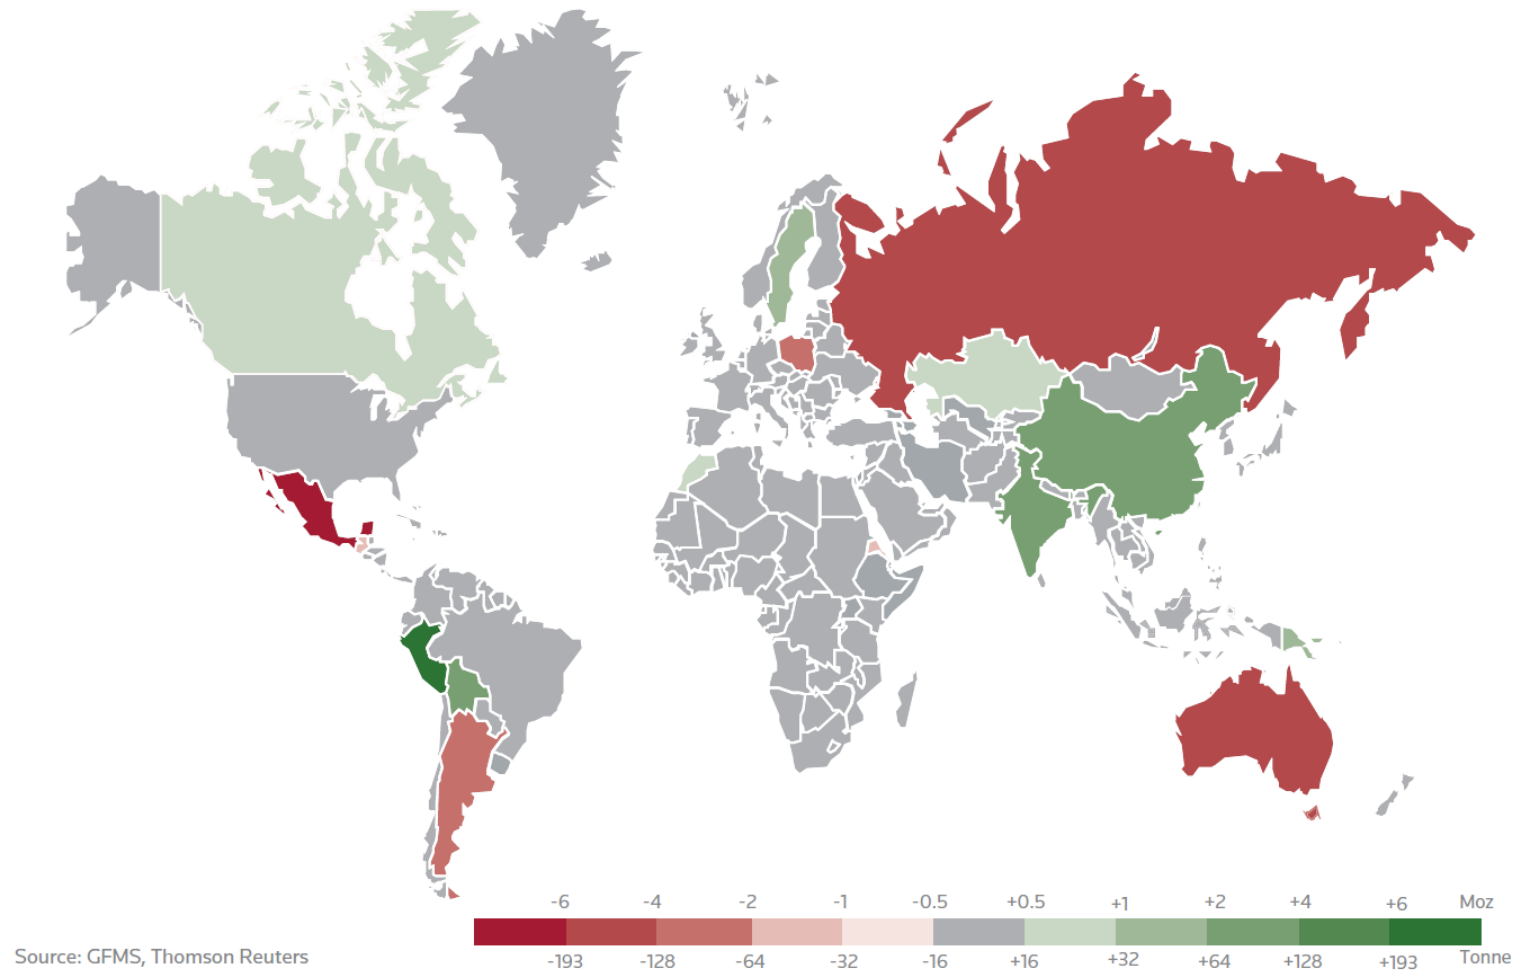 -6 -4 -2 -1 -0.5 +0.5 +1 +2 +4 +6 Moz
Source: GFMS, Thomson Reuters
-193 -128 -64 -32 -16 +16 +32 +64 +128 +193 Tonne